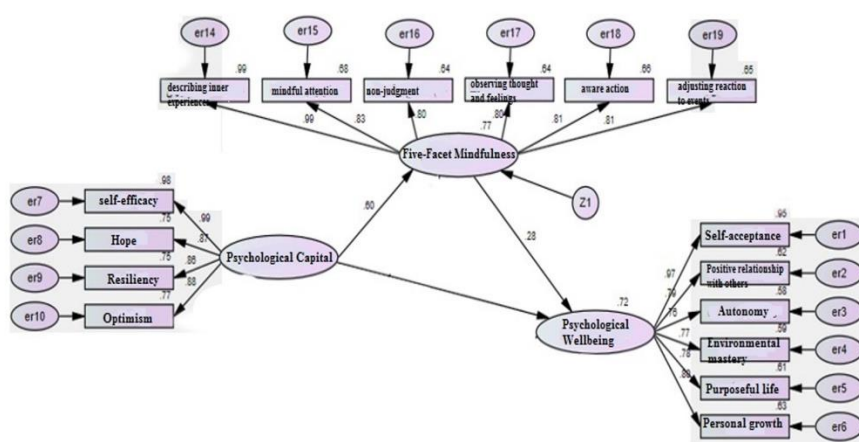 er14
er15
er16
er17
er18
er19
.99
.68
.64
.64
.66
.65
describing inner
experiences
mindful attention
non-judgment
observing thought
and feelings
aware action
adjusting reaction
to events
.99
.83
.80
.80
.81
.81
.77
Five-Facet Mindfulness
Z1
.98
er7
self-efficacy
.99
.75
er8
Hope
.87
.75
er9
Resiliency
.86
.77
er10
Optimism
.88
Psychological Capital
.60
.28
.72
Psychological
Wellbeing
.95
Self-acceptance
er1
.97
.62
Positive relationship
with others
er2
.79
.58
Autonomy
er3
.76
.59
Environmental
mastery
er4
.77
.61
Purposeful life
er5
.78
.63
Personal growth
er6